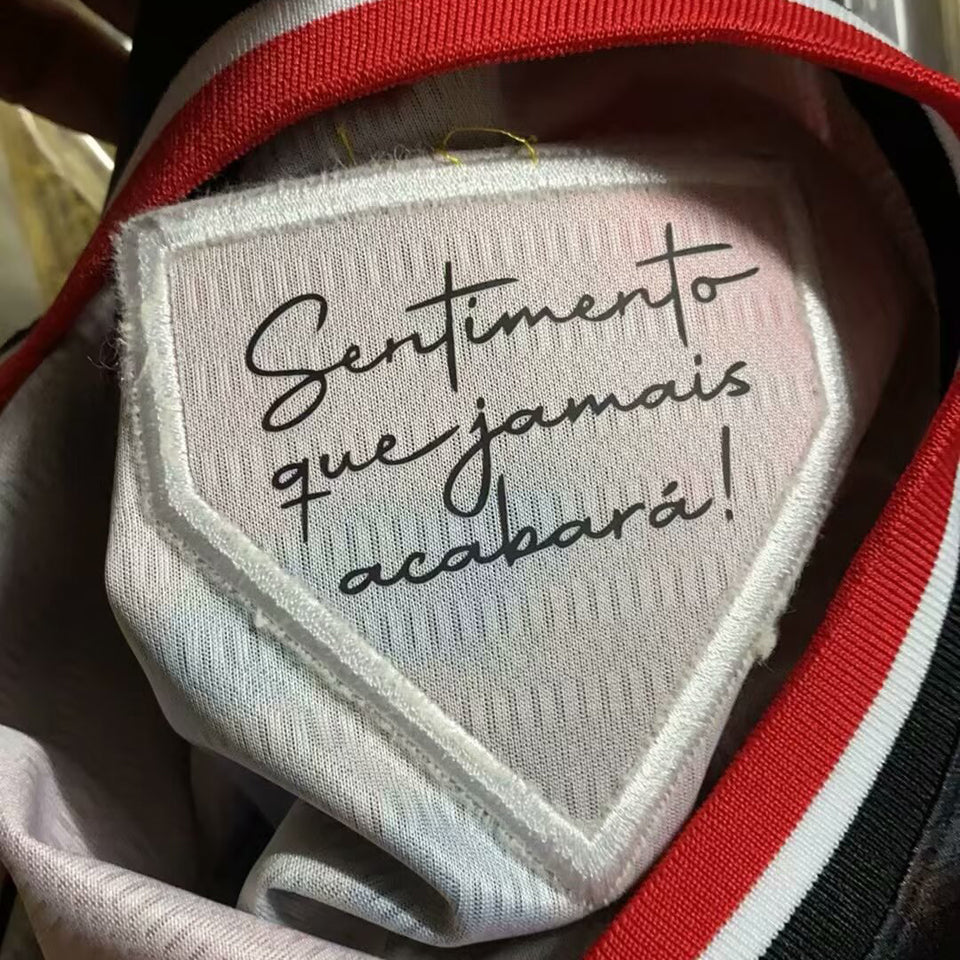 Sentimento
que jamais
acabará!